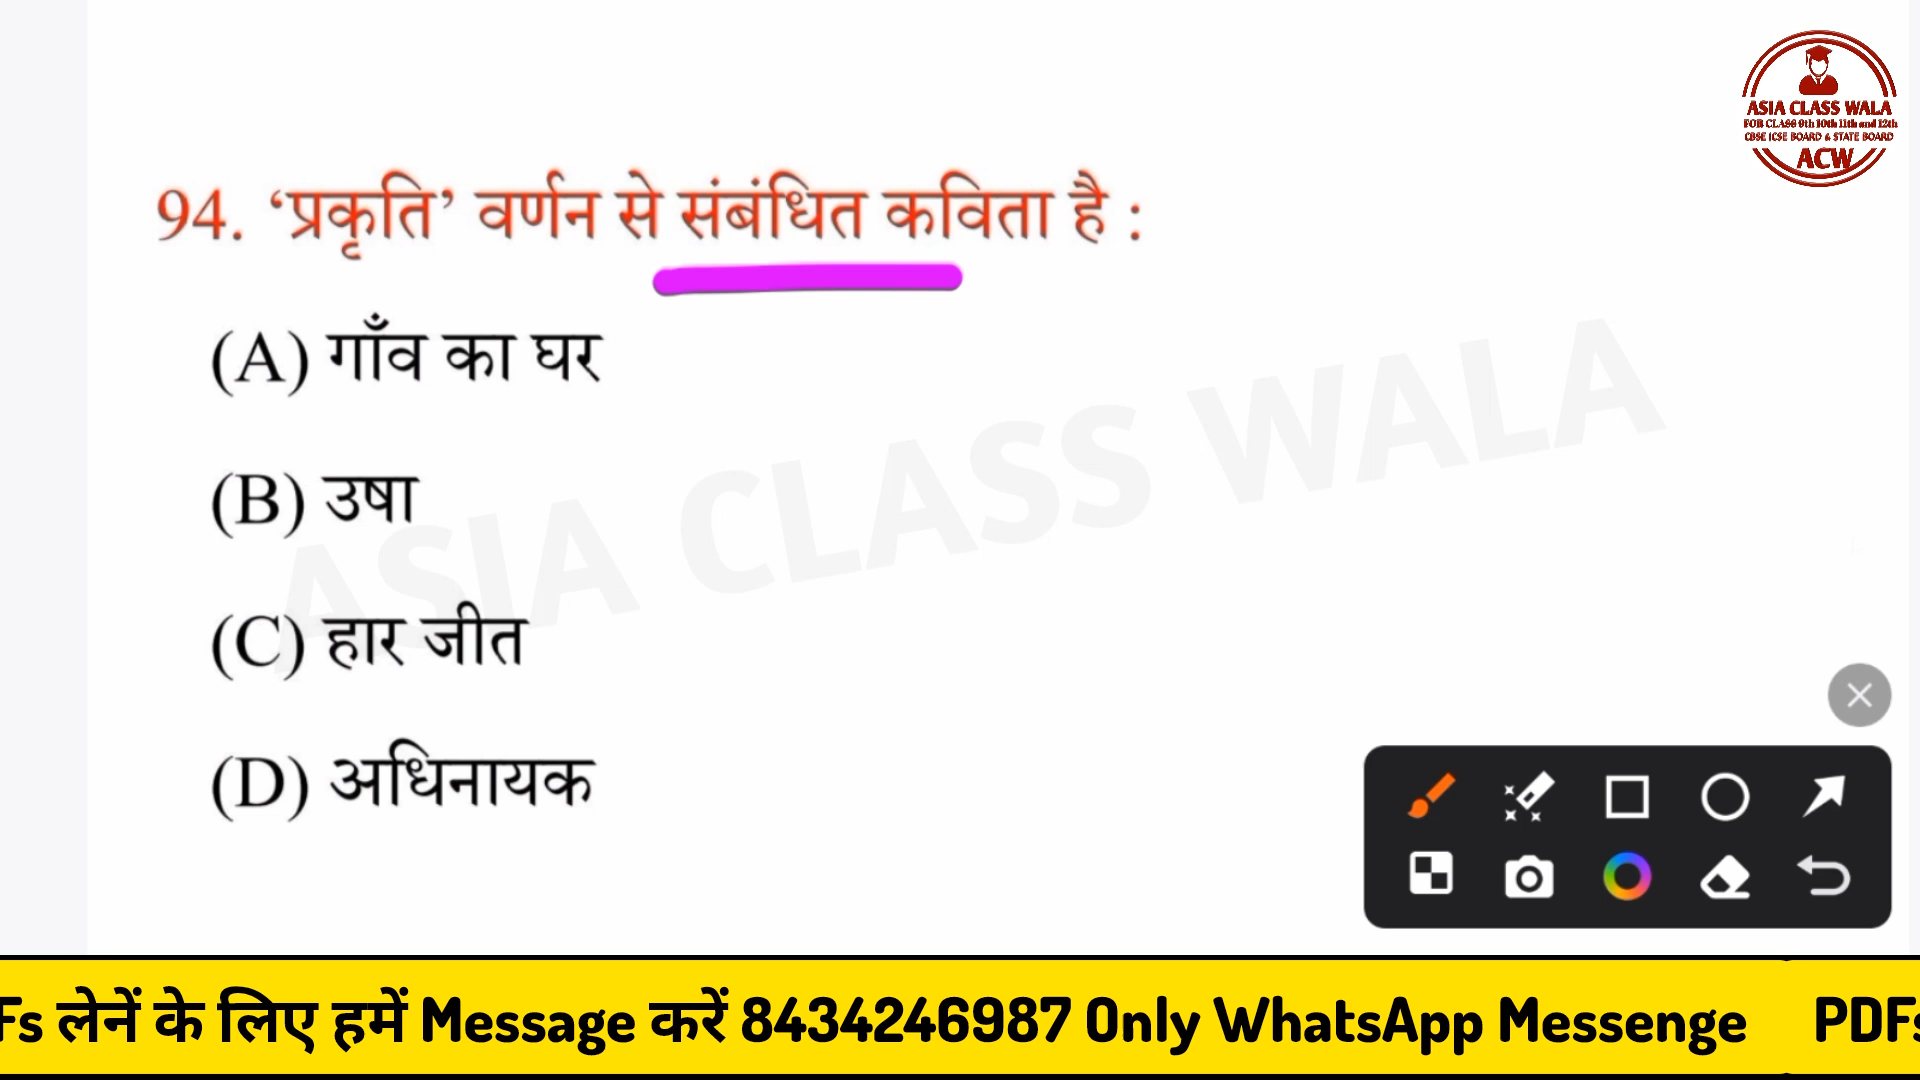 ASIA CLASS WALA
FOR CLASS 9th 10th 11th and 12th
CBSE ICSE BOARD & STATE BOARD
ACW
94. ‘प्रकृति’ वर्णन से संबंधित कविता है :
(A) गाँव का घर
(B) उषा
(C) हार जीत
(D) अधिनायक
ASIA CLASS WALA
Fs लेनें के लिए हमें Message करें 8434246987 Only WhatsApp Messenge PDFs